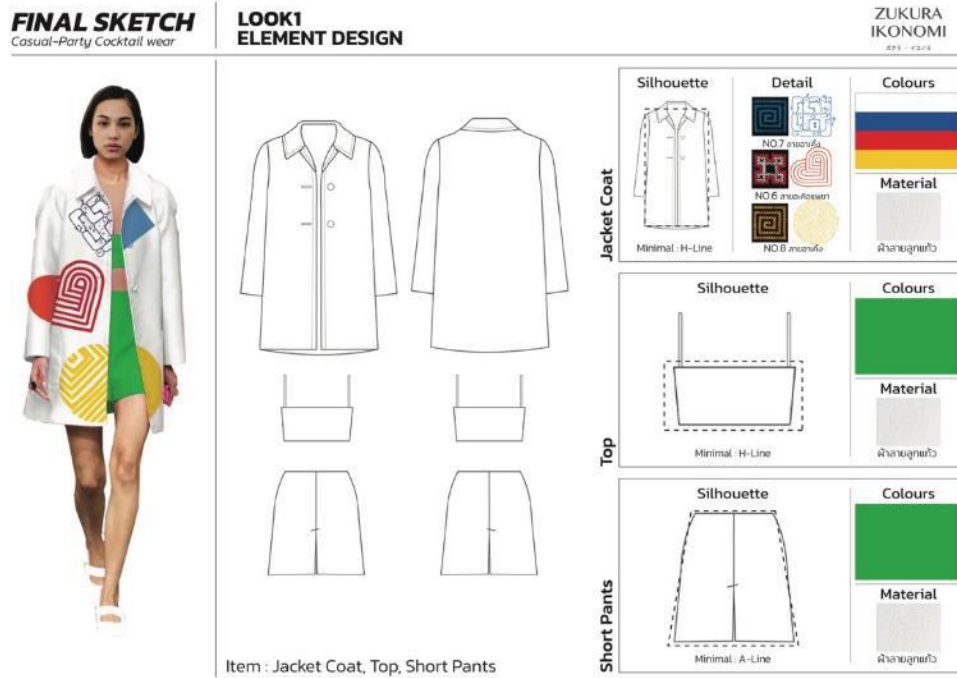 FINAL SKETCH
Casual-Party Cocktail wear
LOOK1
ELEMENT DESIGN
ZUKURA
IKONOMI
Jacket Coat
Silhouette
Minimal : H-Line
Detail
NO.7
NO.6
NO.8
Colours
Material
ผ้าลายลูกแก้ว
Top
Silhouette
Minimal : H-Line
Colours
Material
ผ้าลายลูกแก้ว
Short Pants
Silhouette
Minimal : A-Line
Colours
Material
ผ้าลายลูกแก้ว
Item : Jacket Coat, Top, Short Pants